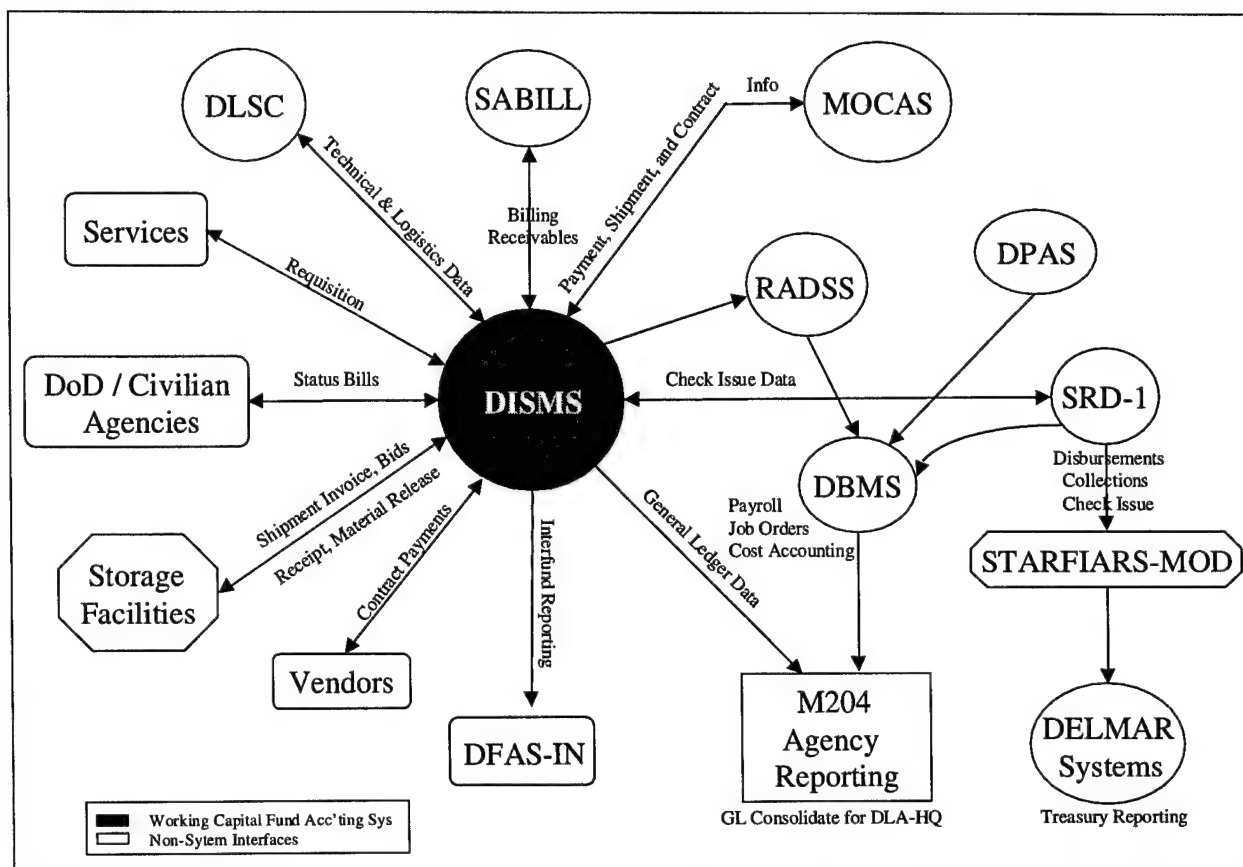 DLSC
SABILL
Info
MOCAS
Technical & Logistics Data
Billing
Receivables
Payment, Shipment, and Contract
Services
Requisition
RADSS
DPAS
DoD / Civilian
Agencies
Status Bills
DISMS
Check Issue Data
SRD-1
Shipment Invoice, Bids
Receipt, Material Release
DBMS
Disbursements
Collections
Check Issue
Payroll
Job Orders
Cost Accounting
Storage
Facilities
Contract Payments
Interfund Reporting
General Ledger Data
STARFIARS-MOD
Vendors
DFAS-IN
M204
Agency
Reporting
DELMAR
Systems
GL Consolidate for DLA-HQ
Treasury Reporting
Working Capital Fund Acc'ting Sys
Non-Sytem Interfaces